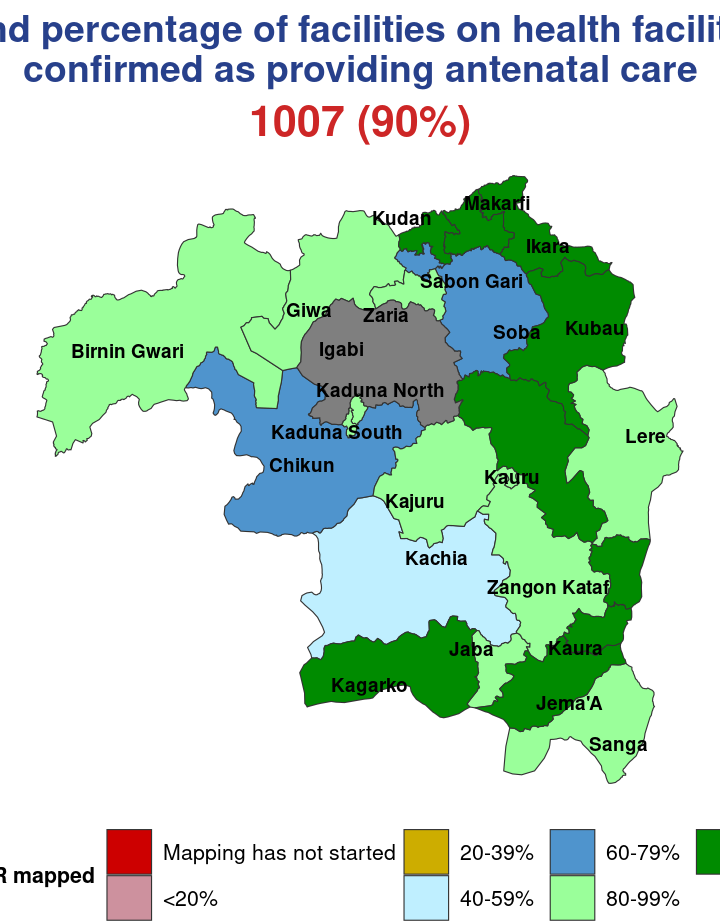 nd percentage of facilities on health facilit
confirmed as providing antenatal care
1007 (90%)
Makarfi
Kudan
Ikara
Sabon Gari
Giwa
Zaria
Soba
Kubau
Birnin Gwari
Igabi
Kaduna North
Kaduna South
Lere
Chikun
Kauru
Kajuru
Kachia
Zangon Kataf
Jaba
Kaura
Kagarko
Jema'A
Sanga
R mapped
Mapping has not started
20-39%
60-79%
<20%
40-59%
80-99%